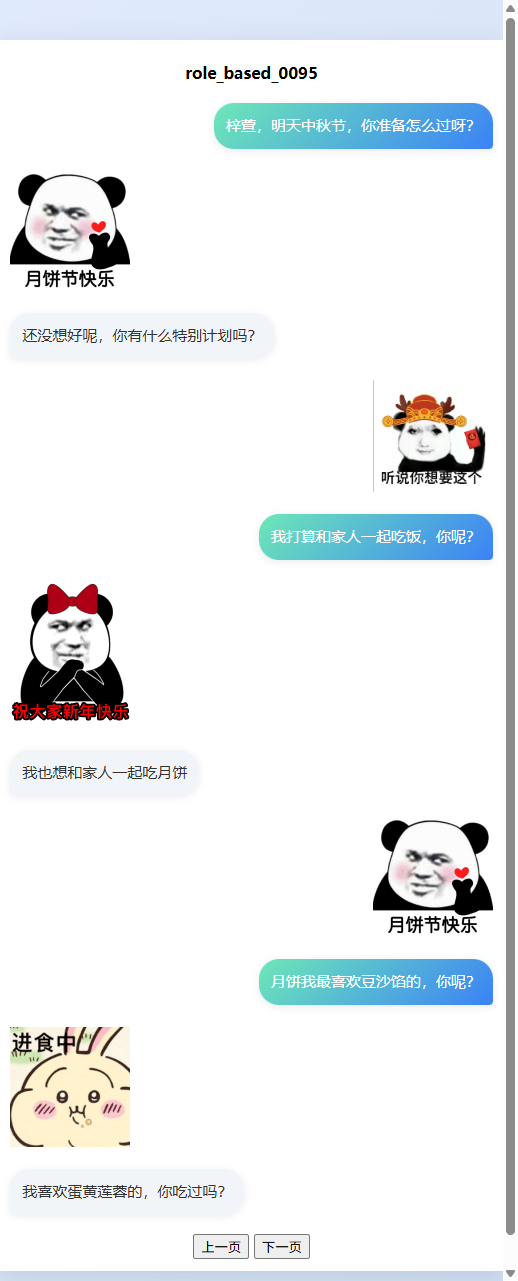 role_based_0095
梓萱，明天中秋节，你准备怎么过呀？
月饼节快乐
还没想好呢，你有什么特别计划吗？
听说你想要这个
我打算和家人一起吃饭，你呢？
祝大家新年快乐
我也想和家人一起吃月饼
月饼节快乐
月饼我最喜欢豆沙馅的，你呢？
进食中
我喜欢蛋黄莲蓉的，你吃过吗？
上一页 下一页